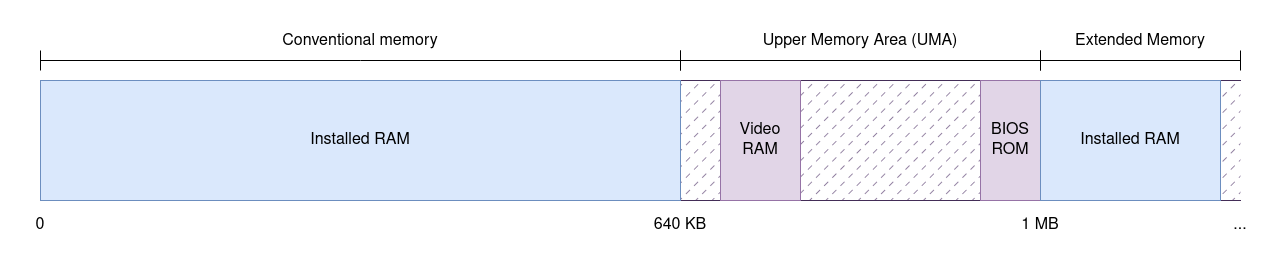 Conventional memory
Upper Memory Area (UMA)
Extended Memory
Installed RAM
Video
RAM
BIOS
ROM
Installed RAM
0
640 KB
1 MB
...